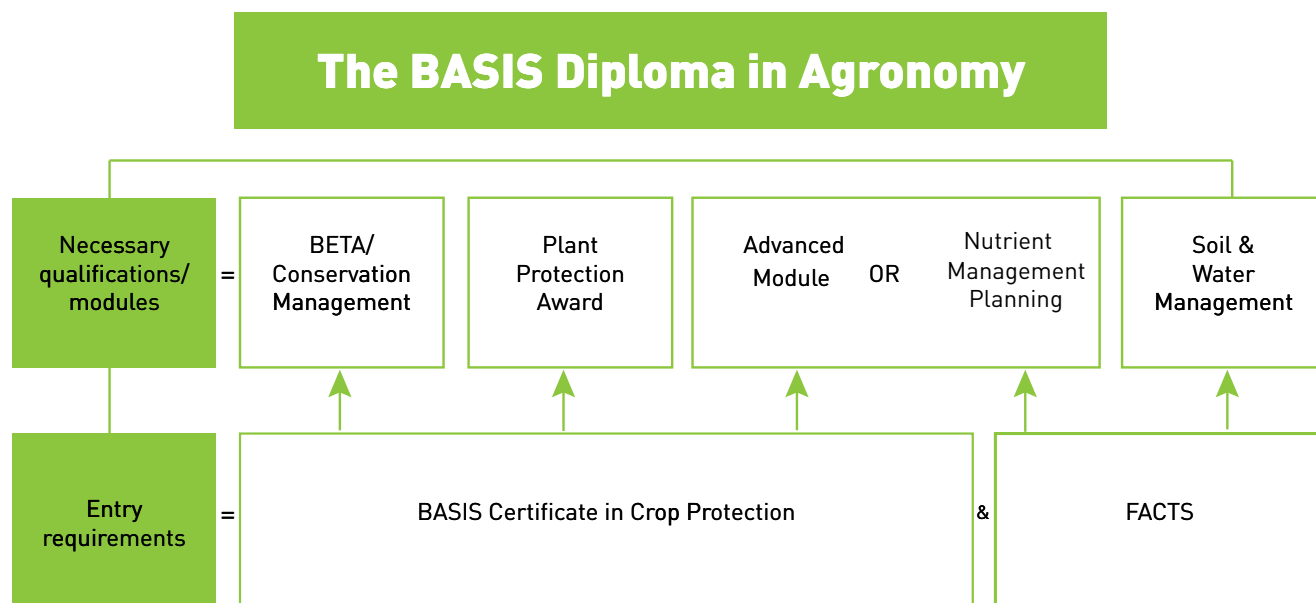 The BASIS Diploma in Agronomy
Necessary
qualifications/
modules
=
BETA/
Conservation
Management
Plant
Protection
Award
Advanced
Module
OR
Nutrient
Management
Planning
Soil &
Water
Management
Entry
requirements
=
BASIS Certificate in Crop Protection
&
FACTS